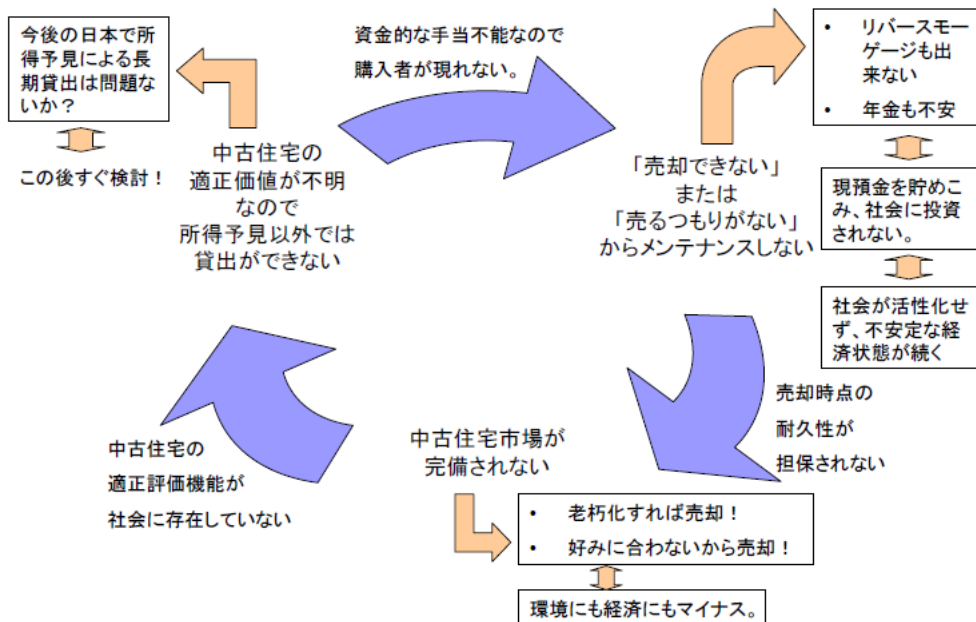 今後の日本で所
得予見による長
期貸出は問題な
いか？
この後すぐ検討！
資金的な手当不能なので
購入者が現れない。
中古住宅の
適正価値が不明
なので
所得予見以外では
貸出ができない
「売却できない」
または
「売るつもりがない」
からメンテナンスしない
• リバースモー
ゲージも出
来ない
• 年金も不安
現預金を貯めこ
み、社会に投資
されない。
社会が活性化せ
ず、不安定な経
済状態が続く
売却時点の
耐久性が
担保されない
中古住宅市場が
完備されない
• 老朽化すれば売却！
• 好みに合わないから売却！
環境にも経済にもマイナス。
中古住宅の
適正評価機能が
社会に存在していない